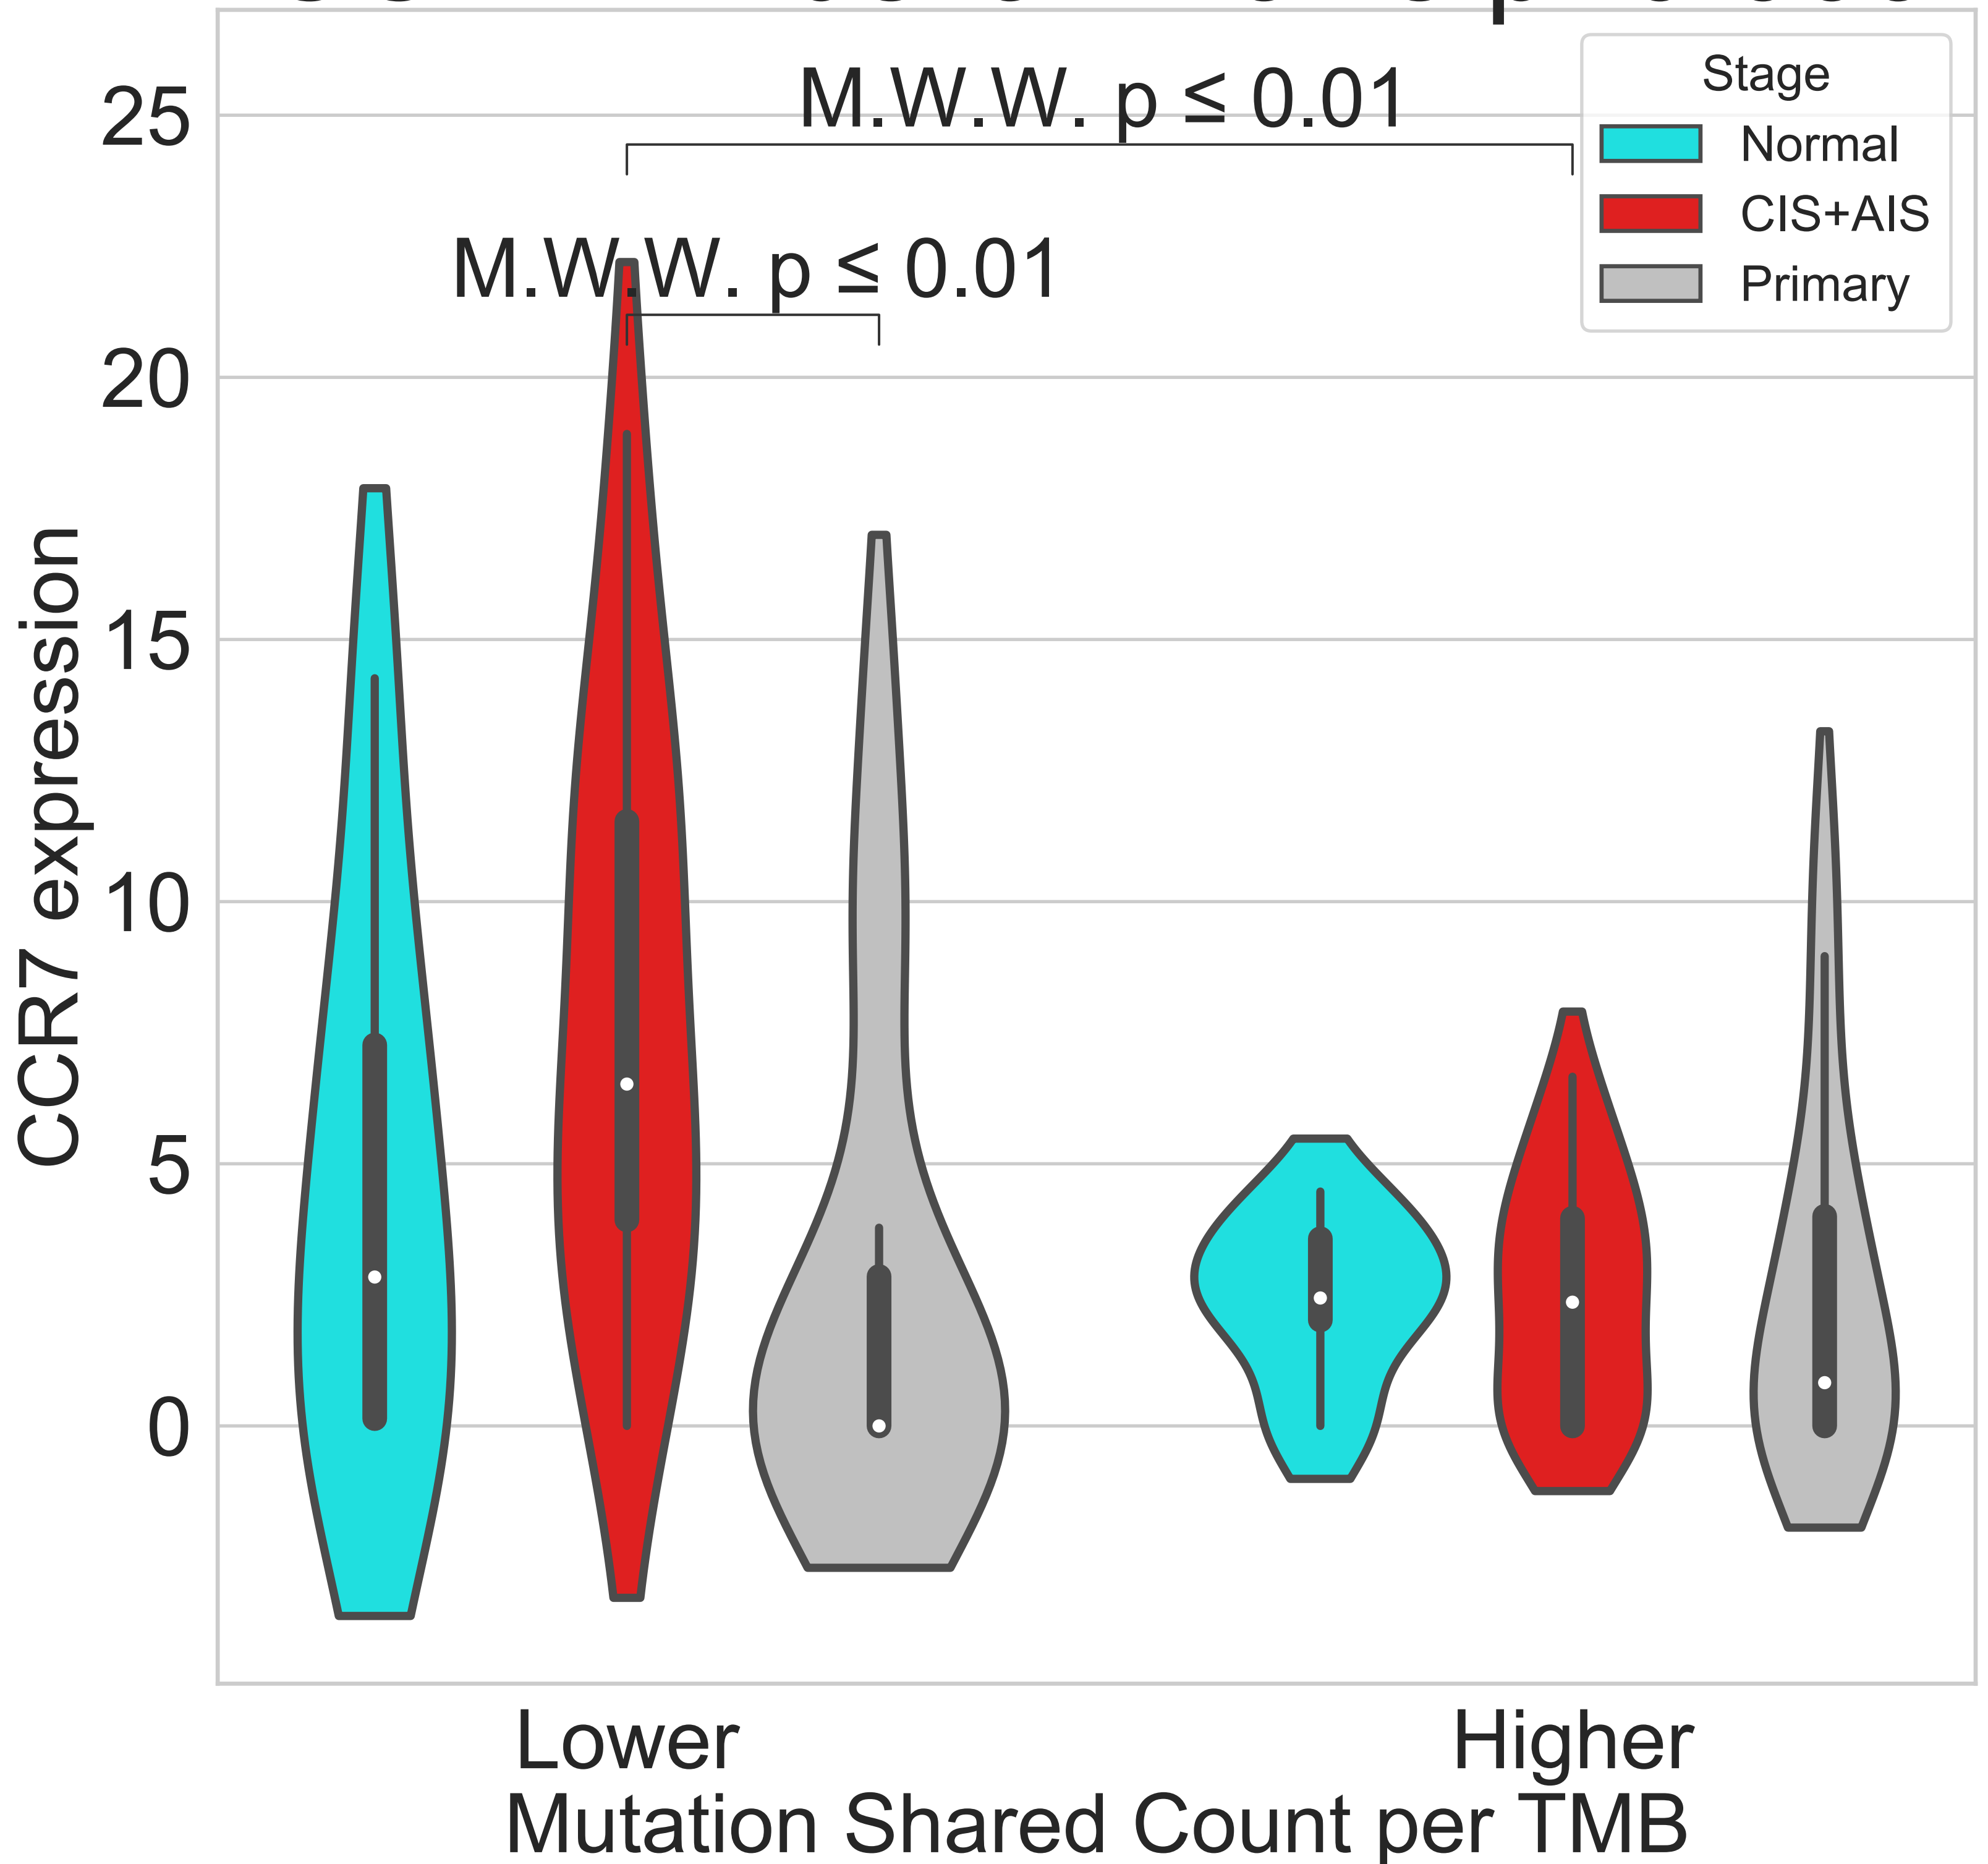 M.W.W. p ≤ 0.01
M.W.W. p ≤ 0.01
Stage
Normal
CIS+AIS
Primary
25
20
15
10
5
0
CCR7 expression
Lower
Higher
Mutation Shared Count per TMB